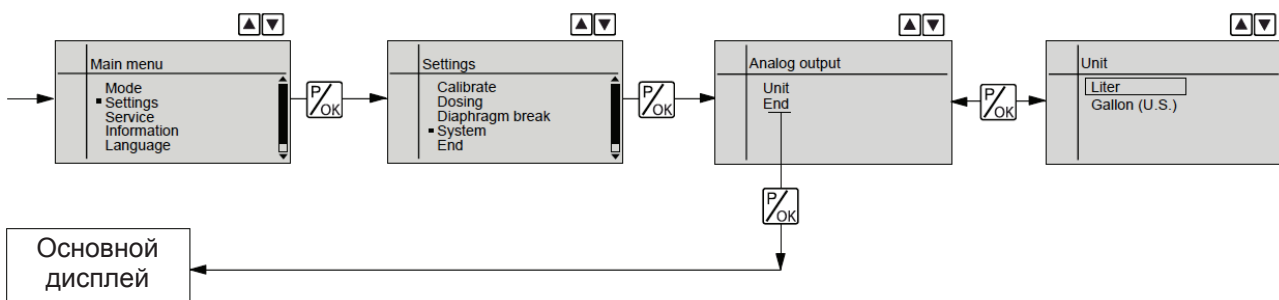 ▲ ▼
Main menu
Mode
▪ Settings
Service
Information
Language
P/OK
▲ ▼
Settings
Calibrate
Dosing
Diaphragm break
▪ System
End
P/OK
▲ ▼
Analog output
Unit
End
P/OK
▲ ▼
Unit
Liter
Gallon (U.S.)
P/OK
Основной
дисплей